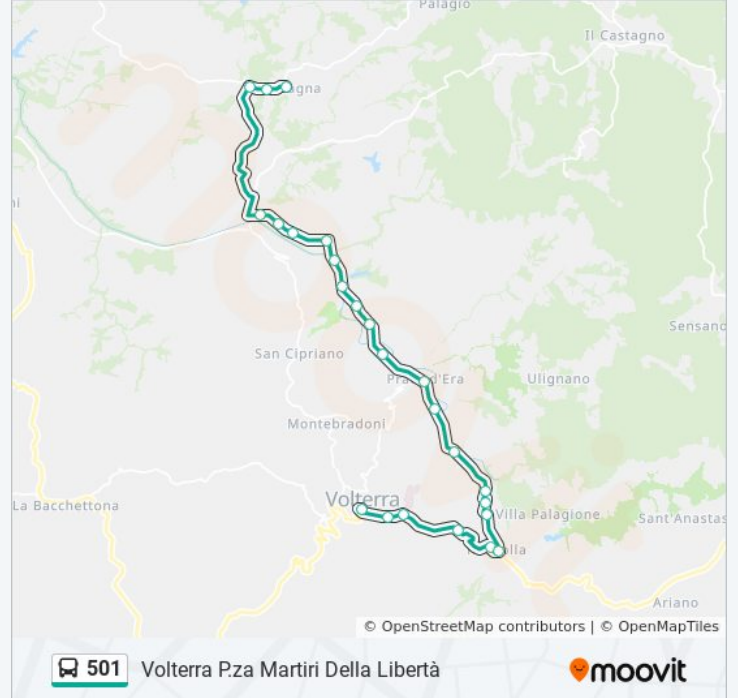 Palagio
Il Castagno
San Cipriano
Sensano
Ulignano
Montebradoni
Volterra
La Bacchettona
Villa Palagione
Sant'Anastas
Ariano
© OpenStreetMap contributors | © OpenMapTiles
501 Volterra P.za Martiri Della Libertà
moovit